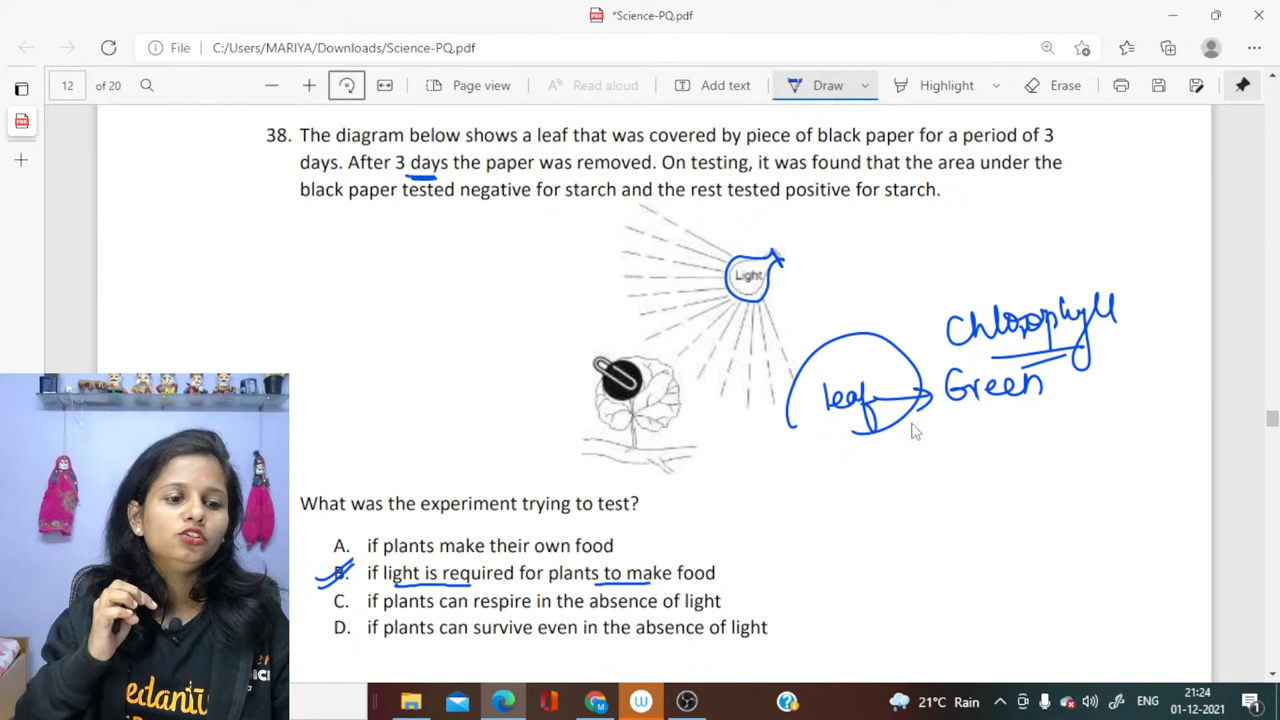 *Science-PQ.pdf
File C:/Users/MARIYA/Downloads/Science-PQ.pdf
12 of 20 Page view Read aloud Add text Draw Highlight Erase
38. The diagram below shows a leaf that was covered by piece of black paper for a period of 3
days. After 3 days the paper was removed. On testing, it was found that the area under the
black paper tested negative for starch and the rest tested positive for starch.
Light
Chlorophyll
leaf Green
What was the experiment trying to test?
A. if plants make their own food
B. if light is required for plants to make food
C. if plants can respire in the absence of light
D. if plants can survive even in the absence of light
21°C Rain ENG 21:24
01-12-2021